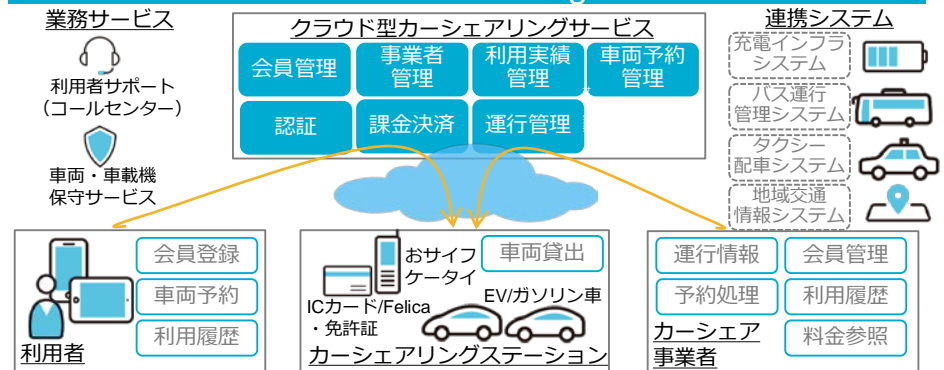 業務サービス
利用者サポート
（コールセンター）
車両・車載機
保守サービス
クラウド型カーシェアリングサービス
会員管理
事業者
管理
利用実績
管理
車両予約
管理
認証
課金決済
運行管理
連携システム
充電インフラ
システム
バス運行
管理システム
タクシー
配車システム
地域交通
情報システム
会員登録
車両予約
利用履歴
利用者
おサイフ
ケータイ
車両貸出
ICカード/Felica
・免許証
EV/ガソリン車
カーシェアリングステーション
運行情報
会員管理
予約処理
利用履歴
カーシェア
事業者
料金参照